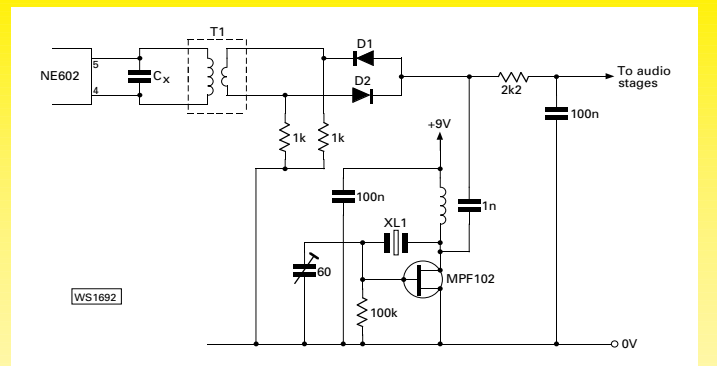 T1
D1
NE602
5
4
Cx
D2
To audio
stages
2k2
100n
+9V
1k
1k
100n
1n
XL1
60
MPF102
WS1692
100k
0V